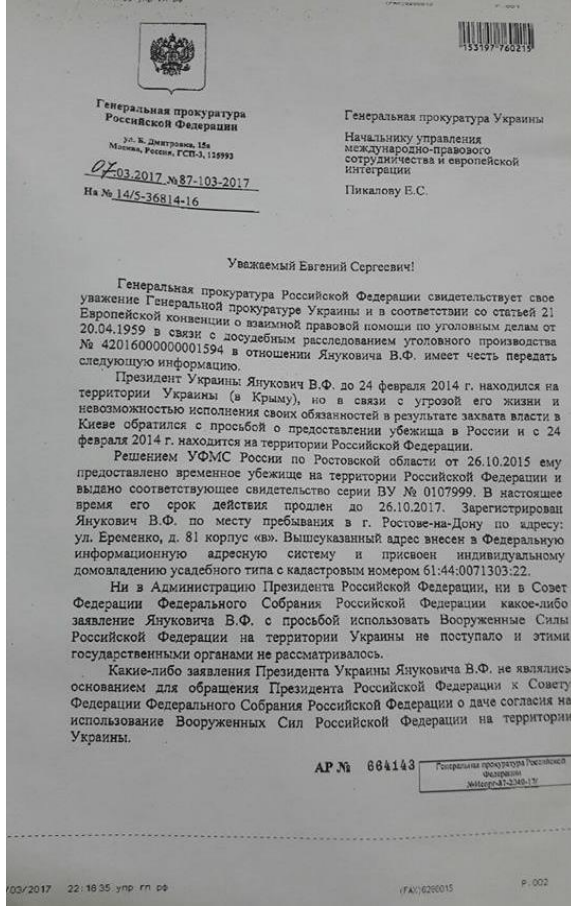 P.001
153197-760215
Генеральная прокуратура
Российской Федерации
ул. Б. Дмитровка, 15а
Москва, Россия, ГСП-3, 125993
07.03.2017 № 87-103-2017
На № 14/5-36814-16
Генеральная прокуратура Украины
Начальнику управления
международно-правового
сотрудничества и европейской
интеграции
Пикалову Е.С.
Уважаемый Евгений Сергеевич!
Генеральная прокуратура Российской Федерации свидетельствует свое
уважение Генеральной прокуратуре Украины и в соответствии со статьей 21
Европейской конвенции о взаимной правовой помощи по уголовным делам от
20.04.1959 в связи с досудебным расследованием уголовного производства
№ 42016000000001594 в отношении Януковича В.Ф. имеет честь передать
следующую информацию.
Президент Украины Янукович В.Ф. до 24 февраля 2014 г. находился на
территории Украины (в Крыму), но в связи с угрозой его жизни и
невозможностью исполнения своих обязанностей в результате захвата власти в
Киеве обратился с просьбой о предоставлении убежища в России и с 24
февраля 2014 г. находится на территории Российской Федерации.
Решением УФМС России по Ростовской области от 26.10.2015 ему
предоставлено временное убежище на территории Российской Федерации и
выдано соответствующее свидетельство серии ВУ № 0107999. В настоящее
время его срок действия продлен до 26.10.2017. Зарегистрирован
Янукович В.Ф. по месту пребывания в г. Ростове-на-Дону по адресу:
ул. Еременко, д. 81 корпус «в». Вышеуказанный адрес внесен в Федеральную
информационную адресную систему и присвоен индивидуальному
домовладению усадебного типа с кадастровым номером 61:44:0071303:22.
Ни в Администрацию Президента Российской Федерации, ни в Совет
Федерации Федерального Собрания Российской Федерации какое-либо
заявление Януковича В.Ф. с просьбой использовать Вооруженные Силы
Российской Федерации на территории Украины не поступало и этими
государственными органами не рассматривалось.
Какие-либо заявления Президента Украины Януковича В.Ф. не являлись
основанием для обращения Президента Российской Федерации к Совету
Федерации Федерального Собрания Российской Федерации о даче согласия на
использование Вооруженных Сил Российской Федерации на территории
Украины.
АР № 664143
Генеральная прокуратура Российской
Федерации
/03/2017 22:18:35 упр гп рф
(FAX)6280015
P.002